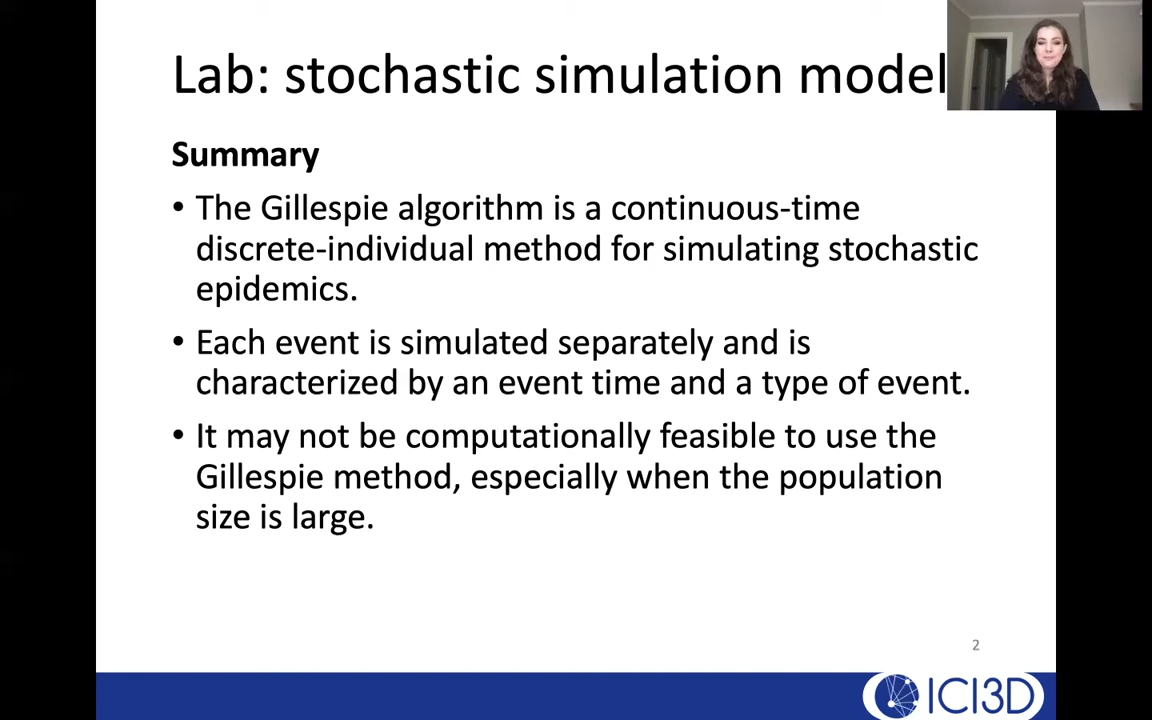 Lab: stochastic simulation model
Summary
• The Gillespie algorithm is a continuous-time
discrete-individual method for simulating stochastic
epidemics.
• Each event is simulated separately and is
characterized by an event time and a type of event.
• It may not be computationally feasible to use the
Gillespie method, especially when the population
size is large.
2
ICI3D